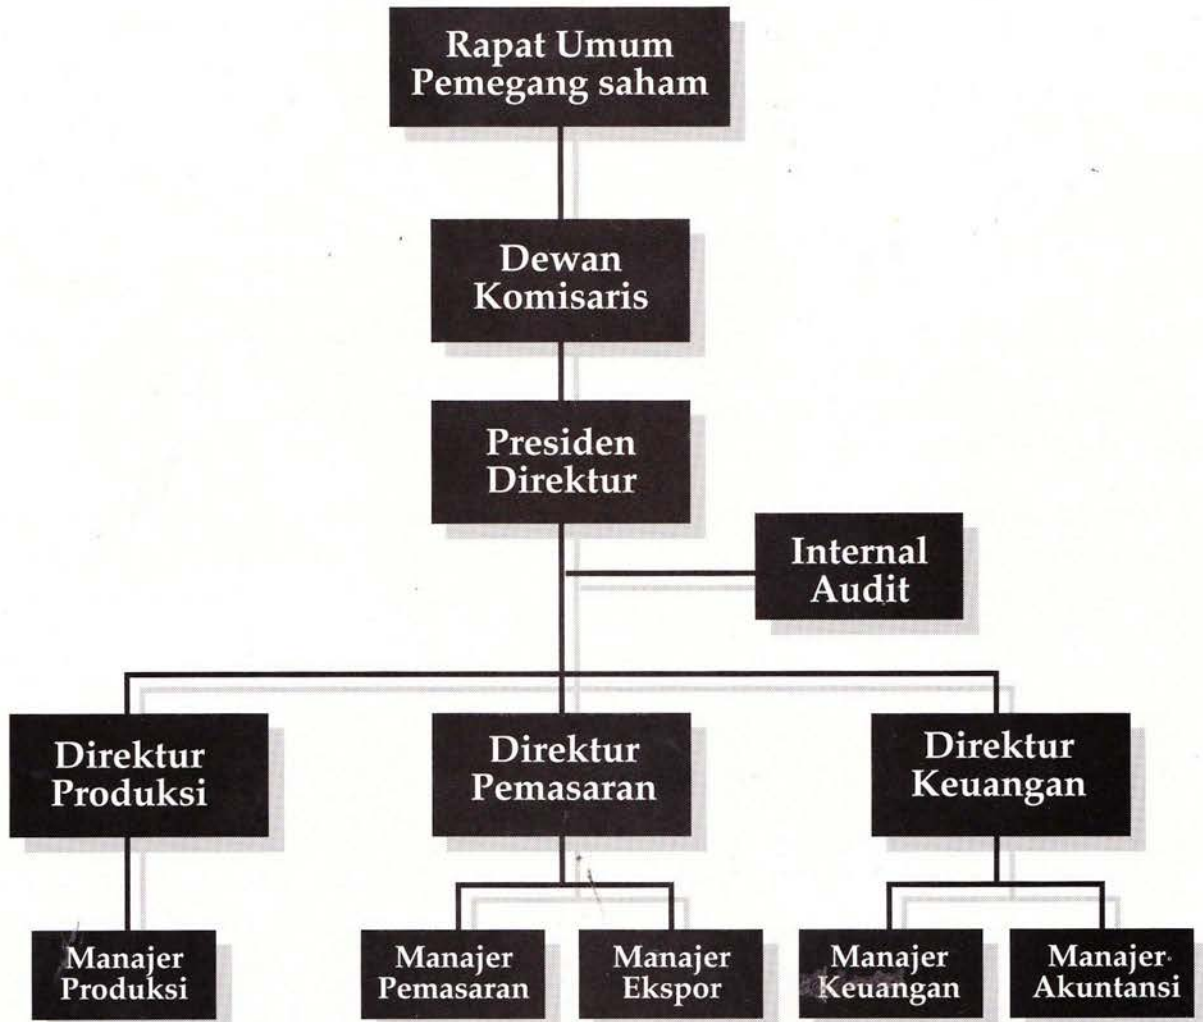 Rapat Umum
Pemegang saham
Dewan
Komisaris
Presiden
Direktur
Internal
Audit
Direktur
Produksi
Direktur
Pemasaran
Direktur
Keuangan
Manajer
Produksi
Manajer
Pemasaran
Manajer
Ekspor
Manajer
Keuangan
Manajer
Akuntansi